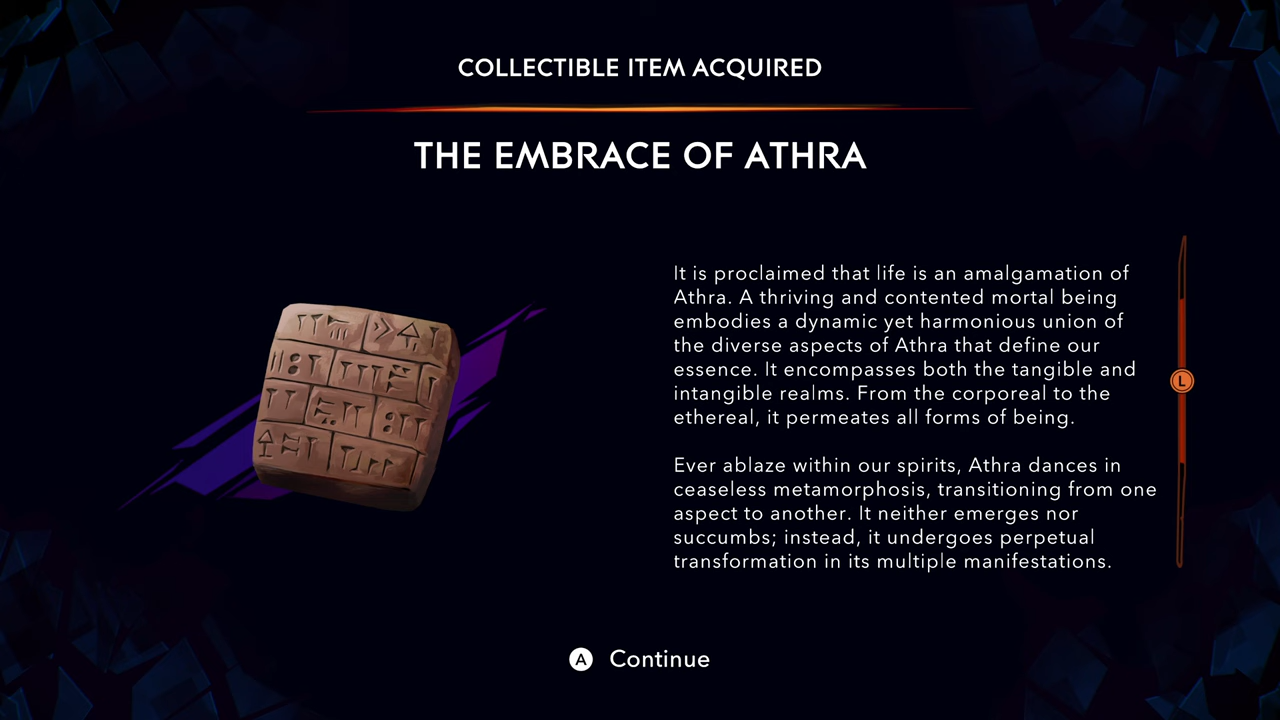 COLLECTIBLE ITEM ACQUIRED
THE EMBRACE OF ATHRA
It is proclaimed that life is an amalgamation of
Athra. A thriving and contented mortal being
embodies a dynamic yet harmonious union of
the diverse aspects of Athra that define our
essence. It encompasses both the tangible and
intangible realms. From the corporeal to the
ethereal, it permeates all forms of being.
Ever ablaze within our spirits, Athra dances in
ceaseless metamorphosis, transitioning from one
aspect to another. It neither emerges nor
succumbs; instead, it undergoes perpetual
transformation in its multiple manifestations.
L
A Continue